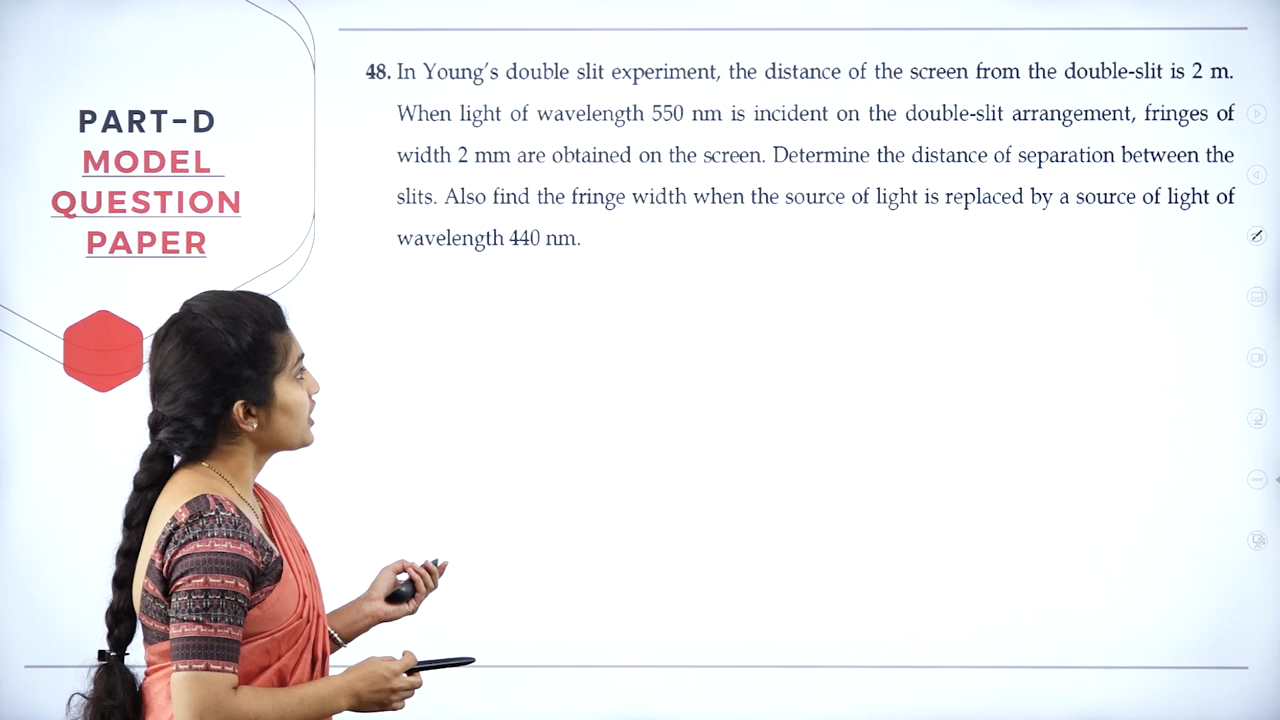 PART-D
MODEL
QUESTION
PAPER
48. In Young's double slit experiment, the distance of the screen from the double-slit is 2 m.
When light of wavelength 550 nm is incident on the double-slit arrangement, fringes of
width 2 mm are obtained on the screen. Determine the distance of separation between the
slits. Also find the fringe width when the source of light is replaced by a source of light of
wavelength 440 nm.